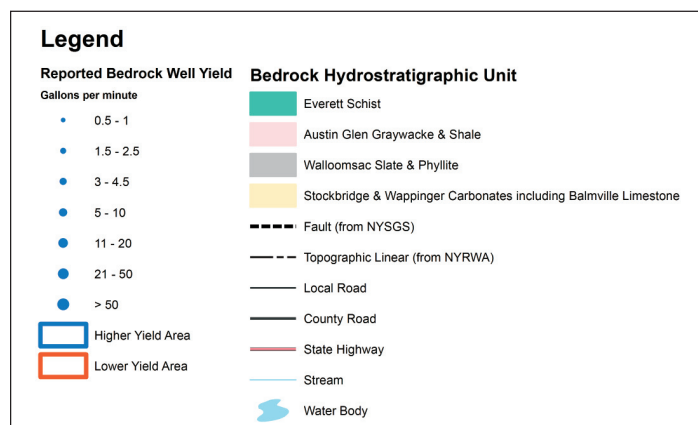 Legend
Reported Bedrock Well Yield
Gallons per minute
0.5 - 1
1.5 - 2.5
3 - 4.5
5 - 10
11 - 20
21 - 50
> 50
Higher Yield Area
Lower Yield Area
Bedrock Hydrostratigraphic Unit
Everett Schist
Austin Glen Graywacke & Shale
Walloomsac Slate & Phyllite
Stockbridge & Wappinger Carbonates including Balmville Limestone
Fault (from NYSGS)
Topographic Linear (from NYRWA)
Local Road
County Road
State Highway
Stream
Water Body